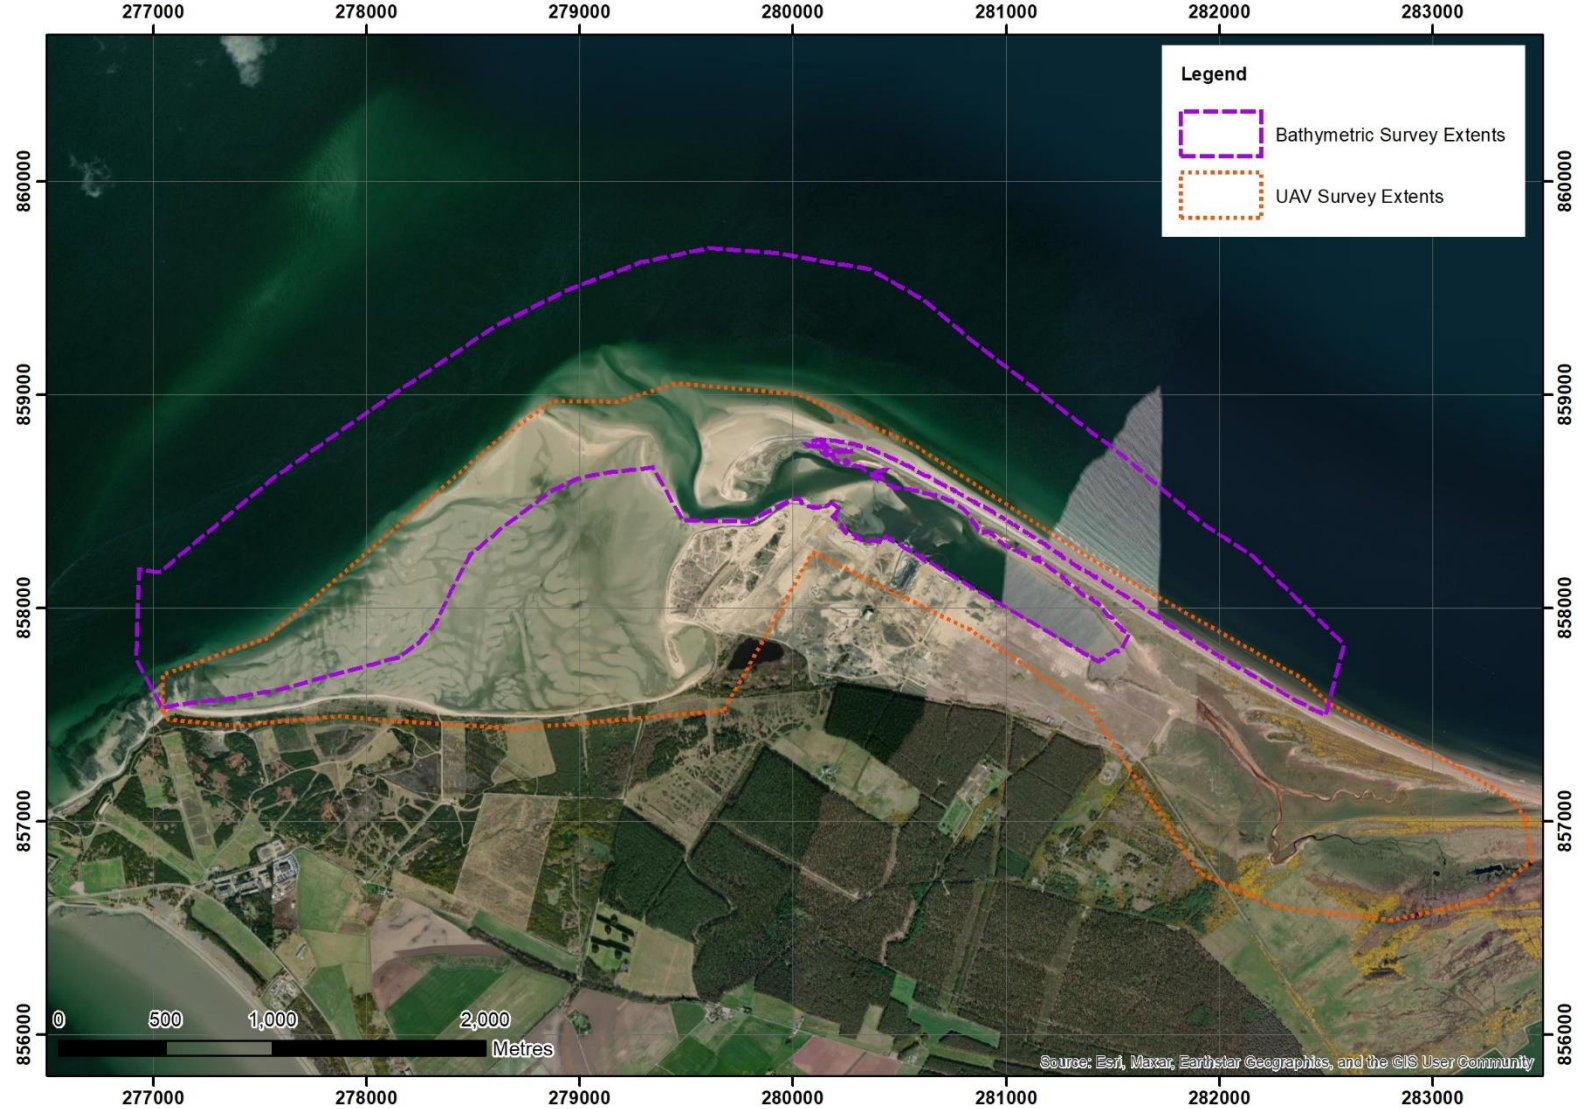 277000 278000 279000 280000 281000 282000 283000
Legend
Bathymetric Survey Extents
UAV Survey Extents
860000 860000
859000 859000
858000 858000
857000 857000
856000 856000
0 500 1,000 2,000
Metres
Source: Esri, Maxar, Earthstar Geographics, and the GIS User Community
277000 278000 279000 280000 281000 282000 283000